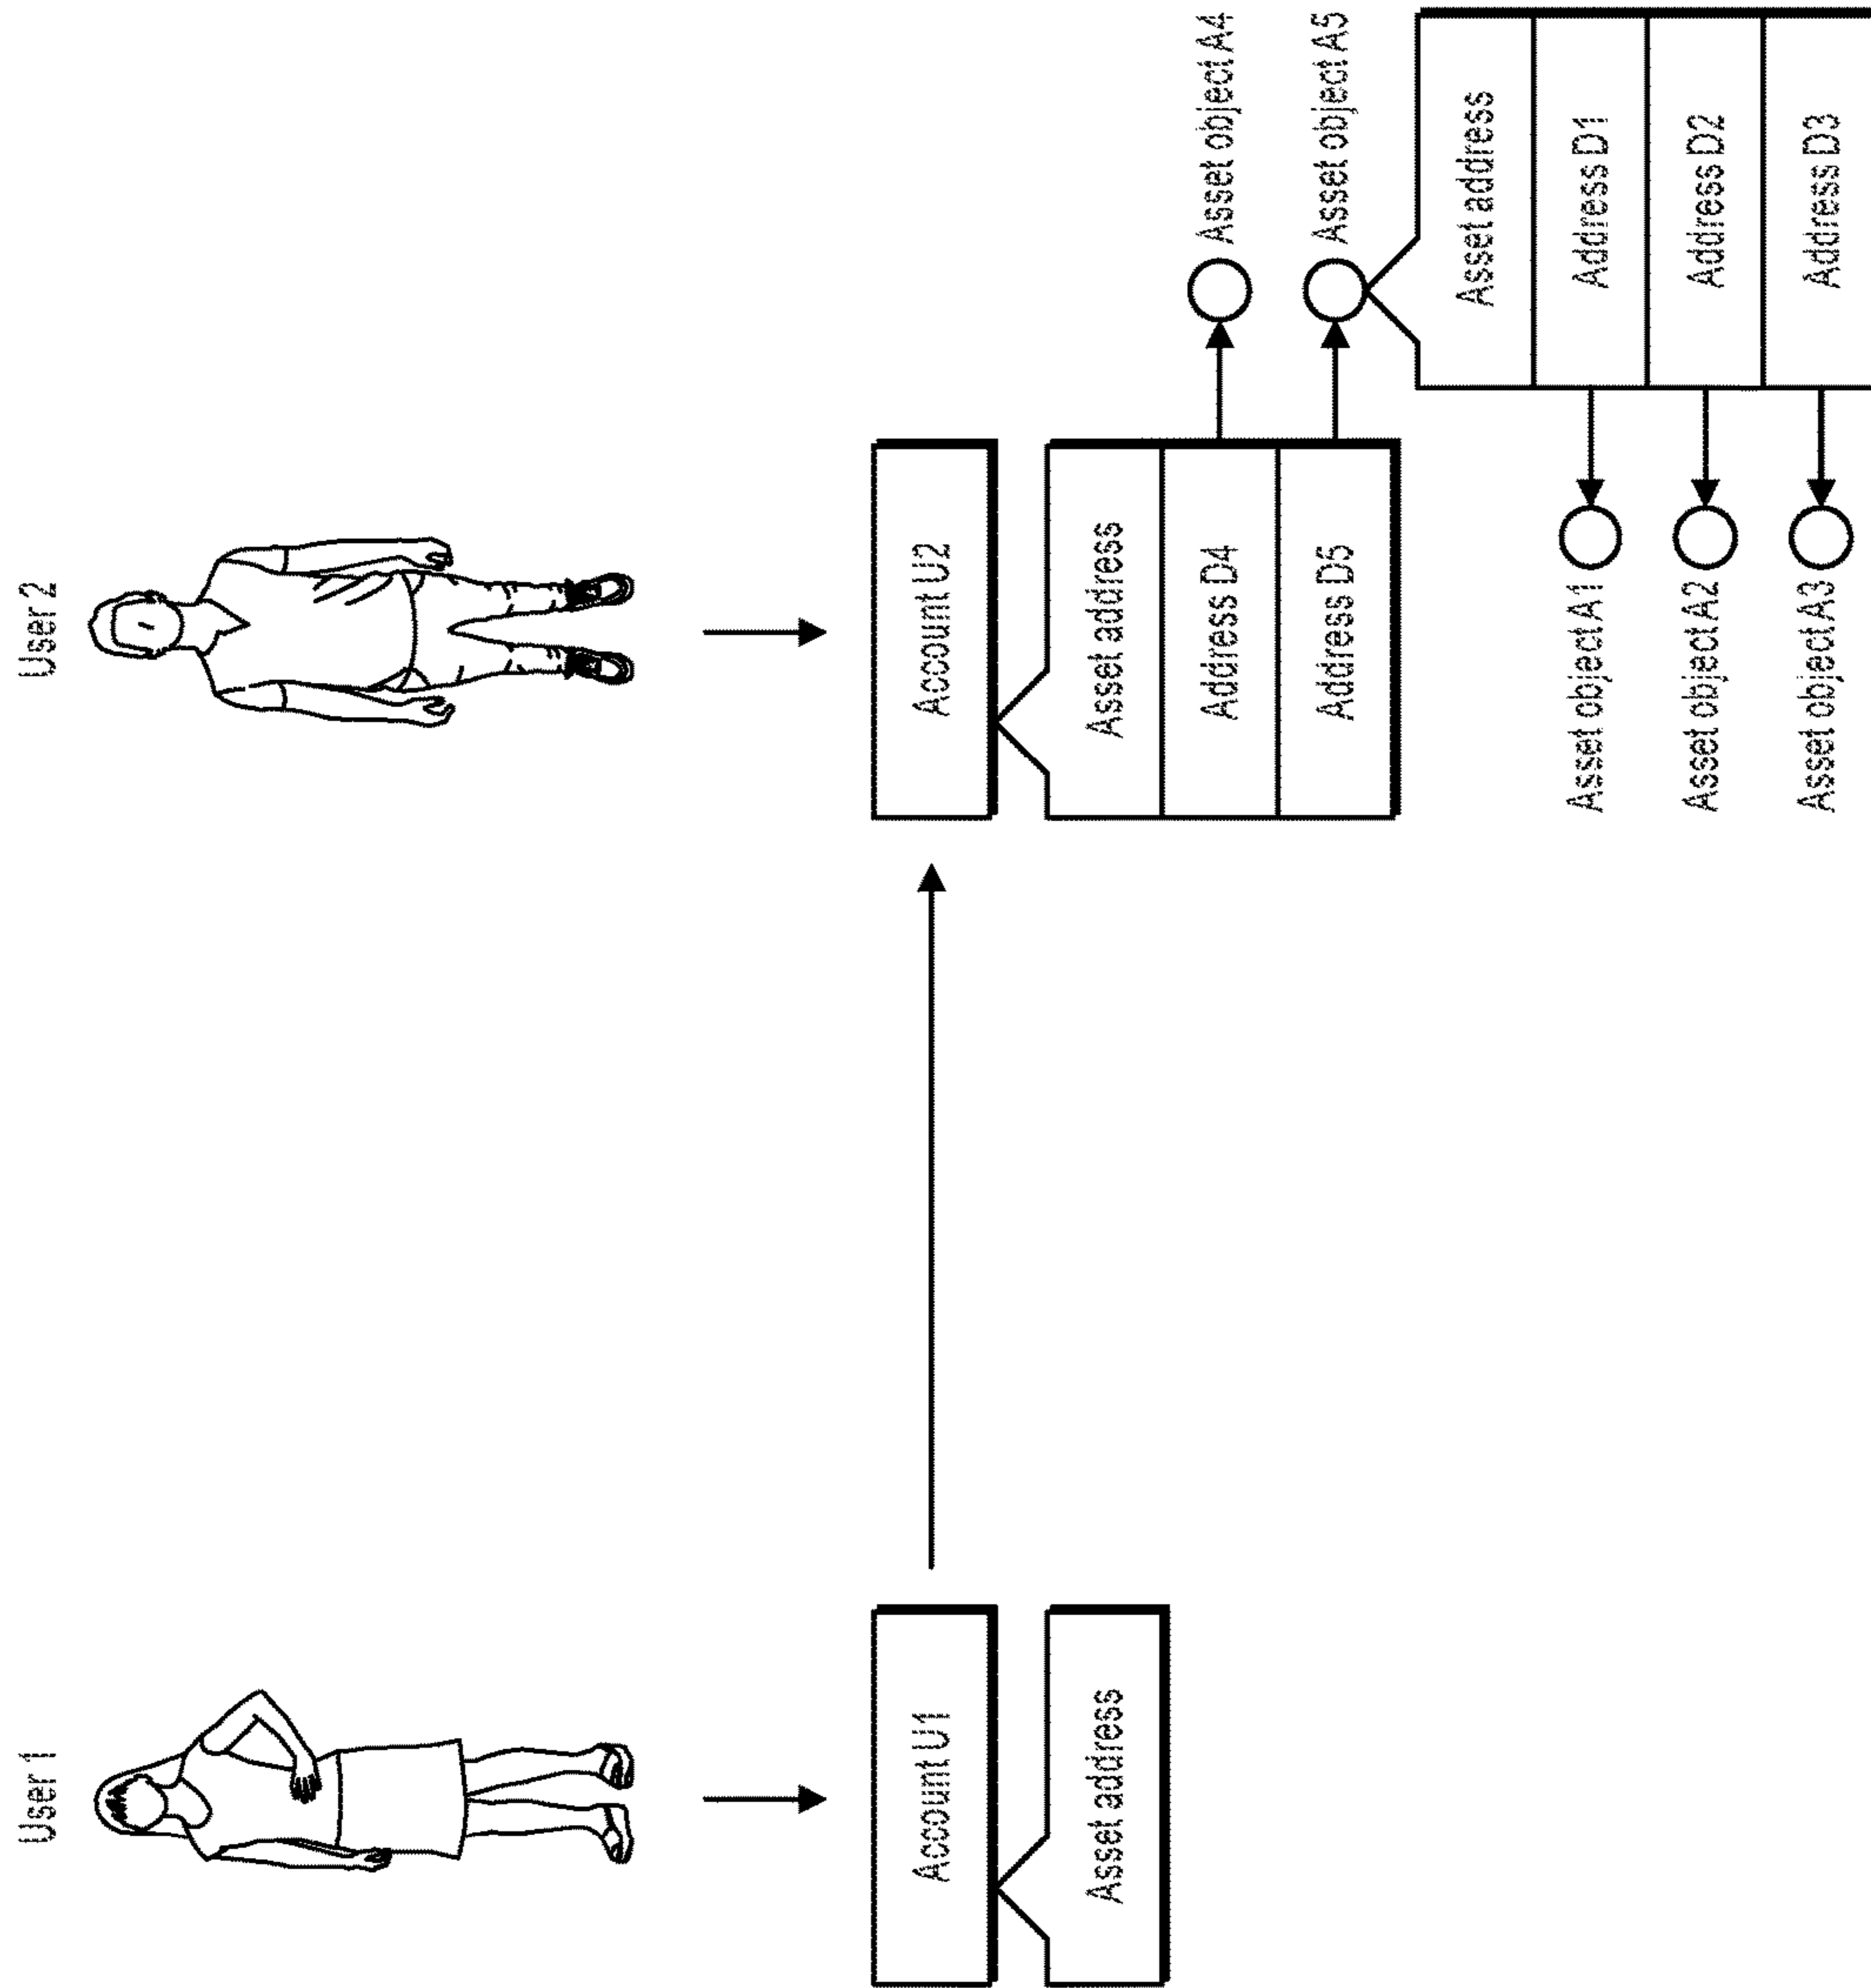 User 1
User 2
Account U1
Account U2
Asset address
Asset address
Address D4
Asset object A4
Address D5
Asset object A5
Asset address
Asset object A1
Address D1
Asset object A2
Address D2
Asset object A3
Address D3